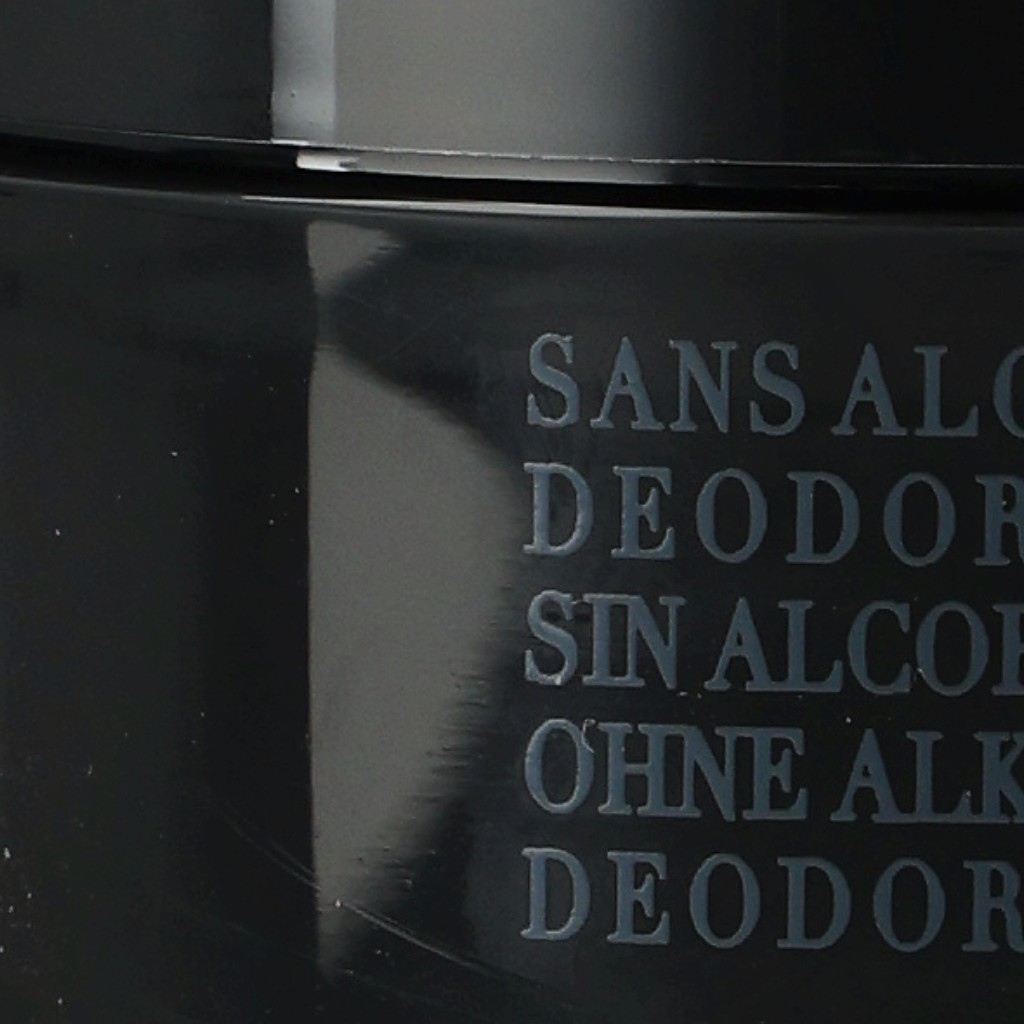 SANS ALC
DEODOR
SIN ALCOH
OHNE ALK
DEODOR